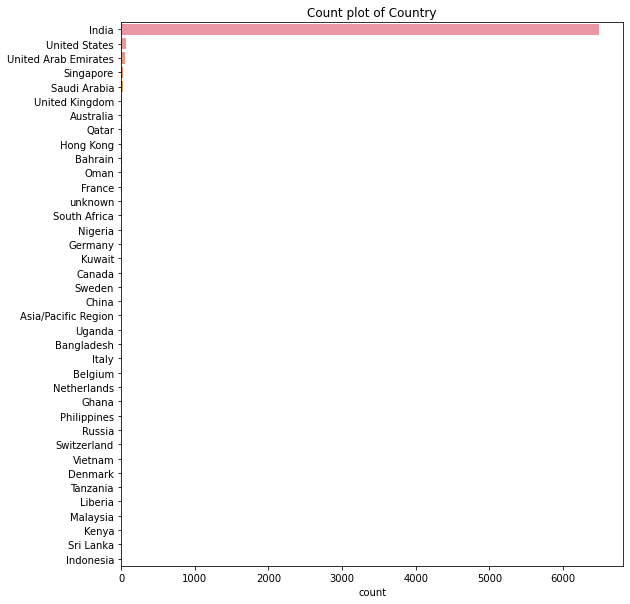 Count plot of Country
India
United States
United Arab Emirates
Singapore
Saudi Arabia
United Kingdom
Australia
Qatar
Hong Kong
Bahrain
Oman
France
unknown
South Africa
Nigeria
Germany
Kuwait
Canada
Sweden
China
Asia/Pacific Region
Uganda
Bangladesh
Italy
Belgium
Netherlands
Ghana
Philippines
Russia
Switzerland
Vietnam
Denmark
Tanzania
Liberia
Malaysia
Kenya
Sri Lanka
Indonesia
0 1000 2000 3000 4000 5000 6000
count